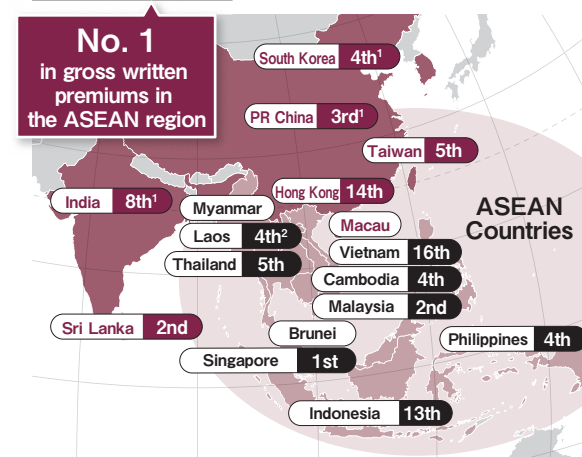 No. 1
in gross written
premiums in
the ASEAN region
South Korea 4th¹
PR China 3rd¹
Taiwan 5th
India 8th¹
Hong Kong 14th
Myanmar
Macau
ASEAN
Countries
Laos 4th²
Vietnam 16th
Thailand 5th
Cambodia 4th
Malaysia 2nd
Sri Lanka 2nd
Brunei
Philippines 4th
Singapore 1st
Indonesia 13th